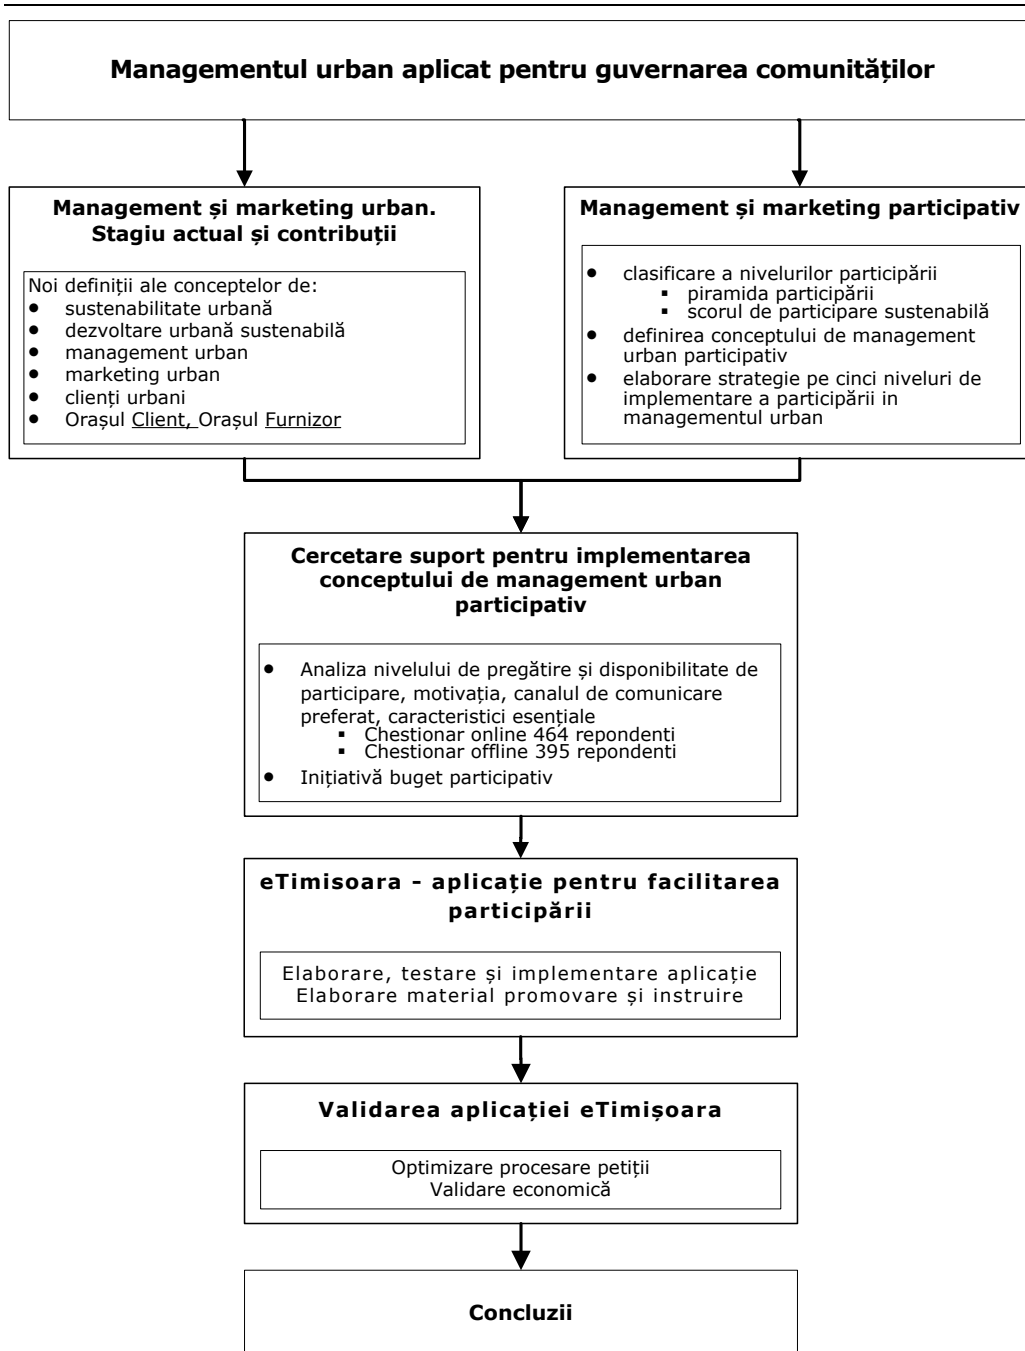 Managementul urban aplicat pentru guvernarea comunităților
Management și marketing urban.
Stagiu actual și contribuții
Noi definiții ale conceptelor de:
● sustenabilitate urbană
● dezvoltare urbană sustenabilă
● management urban
● marketing urban
● clienți urbani
● Orașul Client, Orașul Furnizor
Management și marketing participativ
● clasificare a nivelurilor participării
▪ piramida participării
▪ scorul de participare sustenabilă
● definirea conceptului de management
urban participativ
● elaborare strategie pe cinci niveluri de
implementare a participării in
managementul urban
Cercetare suport pentru implementarea
conceptului de management urban
participativ
● Analiza nivelului de pregătire și disponibilitate de
participare, motivația, canalul de comunicare
preferat, caracteristici esențiale
▪ Chestionar online 464 repondenti
▪ Chestionar offline 395 repondenti
● Inițiativă buget participativ
eTimisoara - aplicație pentru facilitarea
participării
Elaborare, testare și implementare aplicație
Elaborare material promovare și instruire
Validarea aplicației eTimișoara
Optimizare procesare petiții
Validare economică
Concluzii